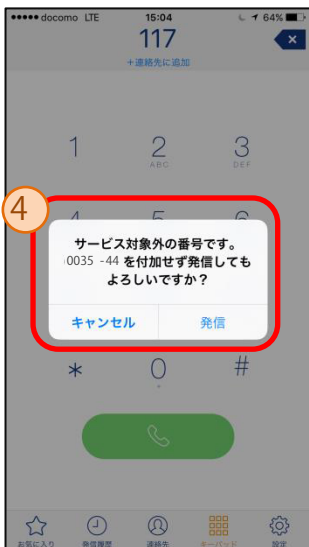 docomo LTE 15:04 64%
117
+連絡先に追加
1 2 3
ABC DEF
4
4 5 6
サービス対象外の番号です。
0035 -44 を付加せず発信しても
よろしいですか？
キャンセル 発信
* 0 #
+
お気に入り 発信履歴 連絡先 キーパッド 設定